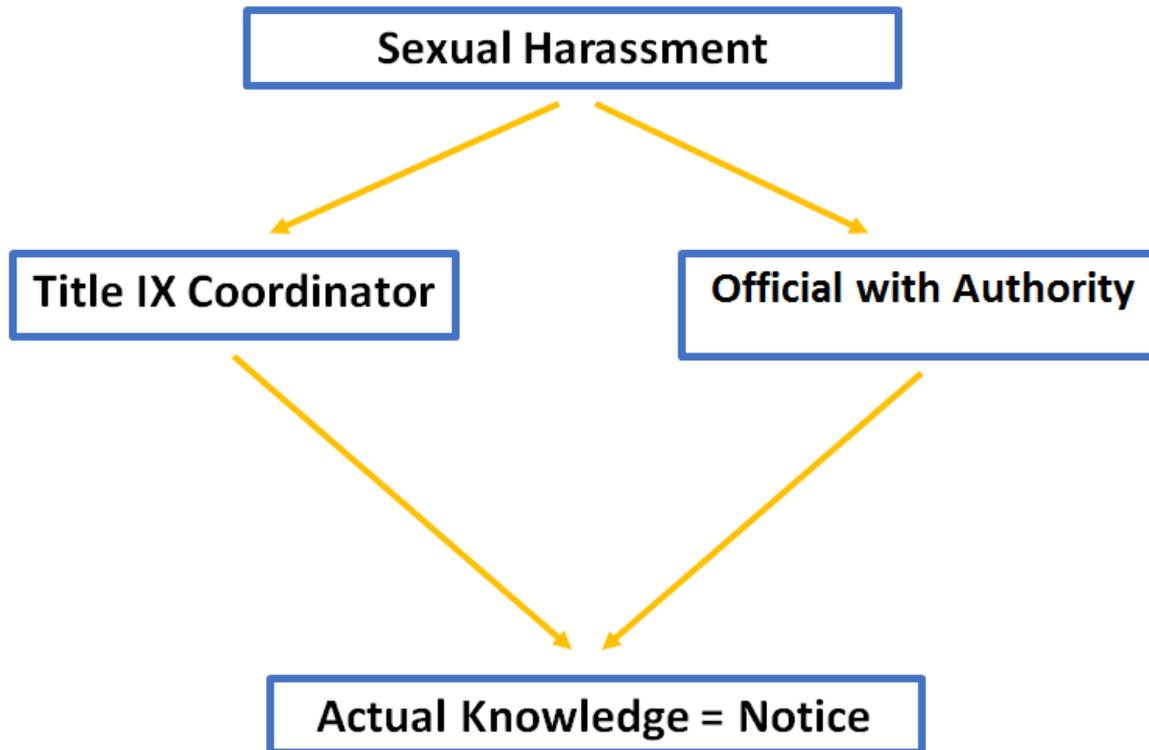 Sexual Harassment
Title IX Coordinator
Official with Authority
Actual Knowledge = Notice